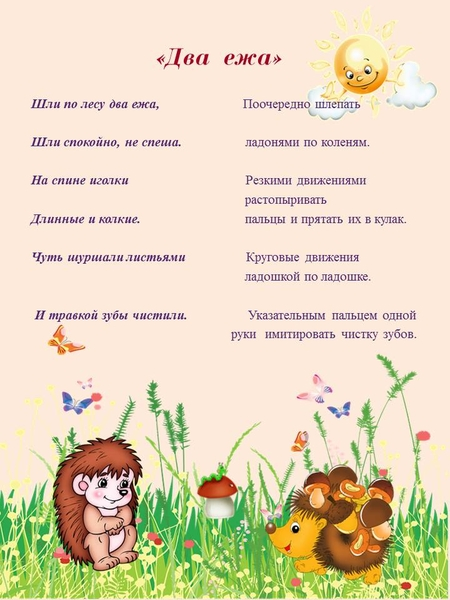 «Два ежа»
Шли по лесу два ежа, Поочередно шлепать
Шли спокойно, не спеша. ладонями по коленям.
На спине иголки Резкими движениями
растопыривать
Длинные и колкие. пальцы и прятать их в кулак.
Чуть шуршали листьями Круговые движения
ладошкой по ладошке.
И травкой зубы чистили. Указательным пальцем одной
руки имитировать чистку зубов.